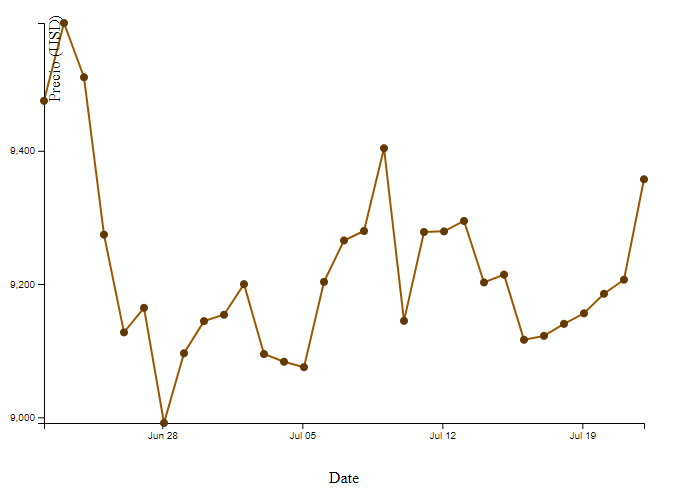 Precio (USD)
9,400
9,200
9,000
Jun 28
Jul 05
Jul 12
Jul 19
Date